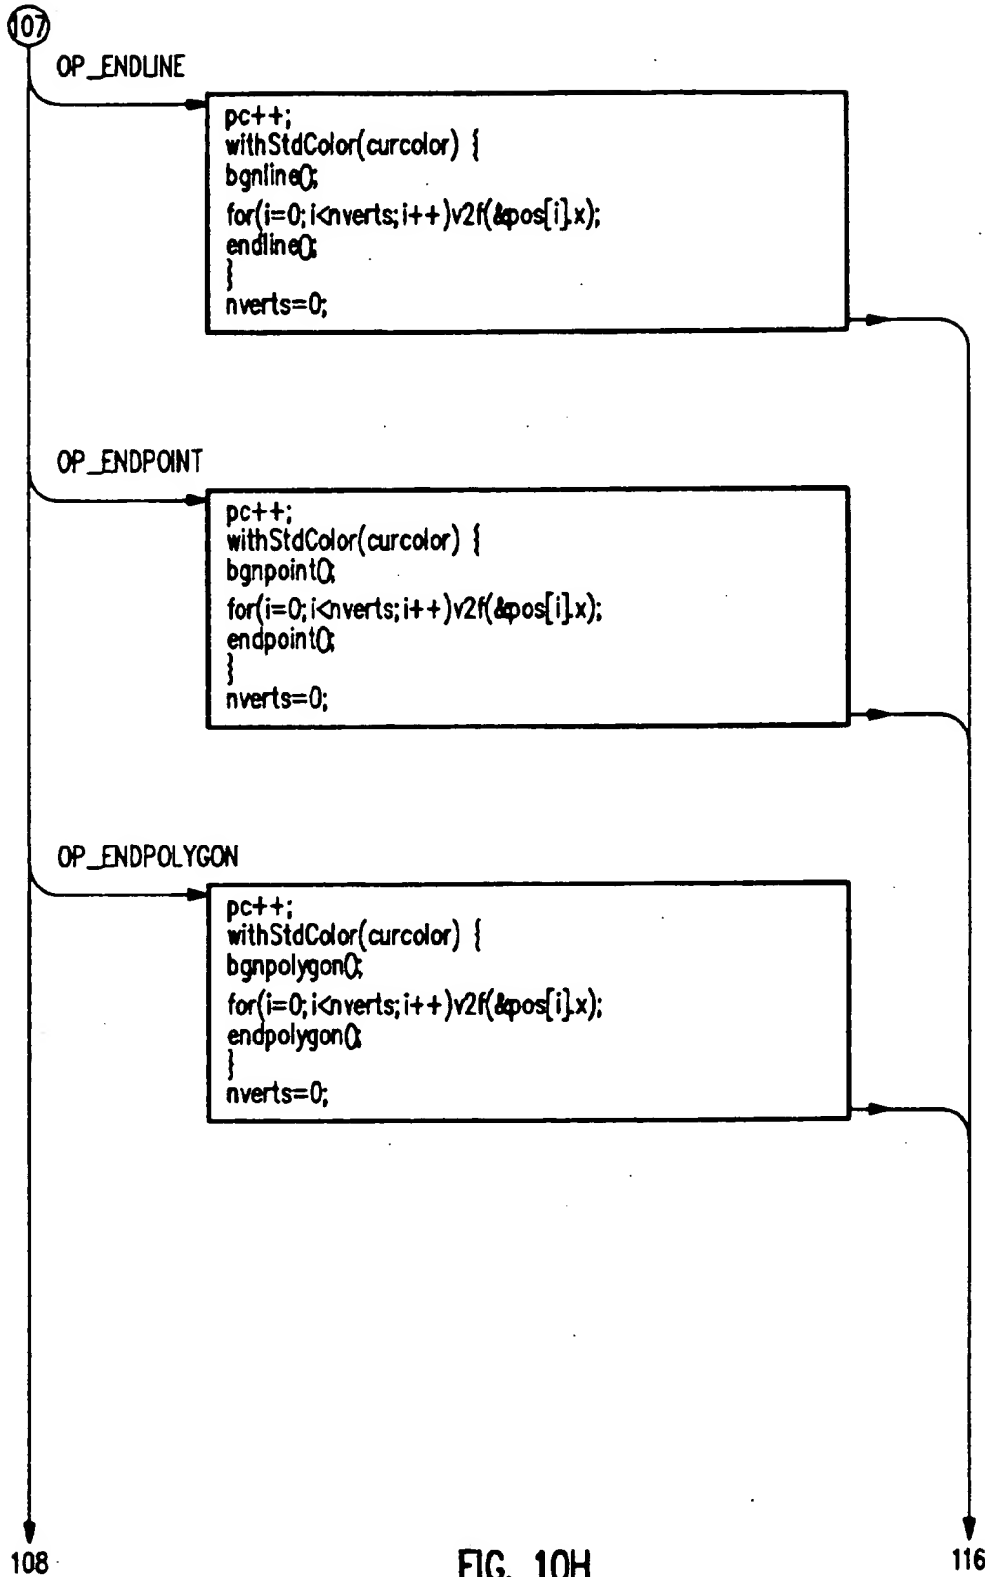 107
OP_ENDLINE
pc++;
withStdColor(curcolor) {
bgnline();
for(i=0;i<nverts;i++)v2f(&pos[i].x);
endline();
}
nverts=0;
OP_ENDPOINT
pc++;
withStdColor(curcolor) {
bgnpoint();
for(i=0;i<nverts;i++)v2f(&pos[i].x);
endpoint();
}
nverts=0;
OP_ENDPOLYGON
pc++;
withStdColor(curcolor) {
bgnpolygon();
for(i=0;i<nverts;i++)v2f(&pos[i].x);
endpolygon();
}
nverts=0;
108
FIG. 10H
116